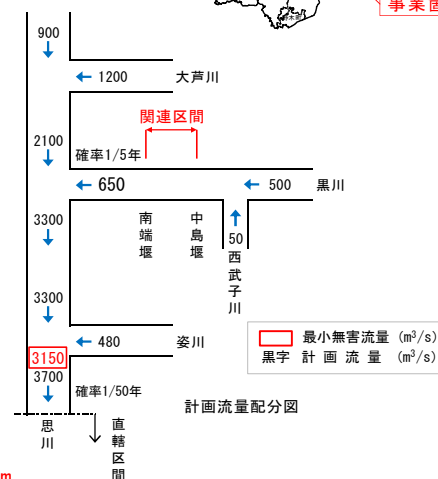 事業箇
900
1200
大芦川
関連区間
2100
確率1/5年
650
500
黒川
3300
南端堰
中島堰
50
西武子川
3300
480
姿川
最小無害流量 (m³/s)
黒字 計画流量 (m³/s)
3150
3700
確率1/50年
計画流量配分図
思川
直轄区間
m